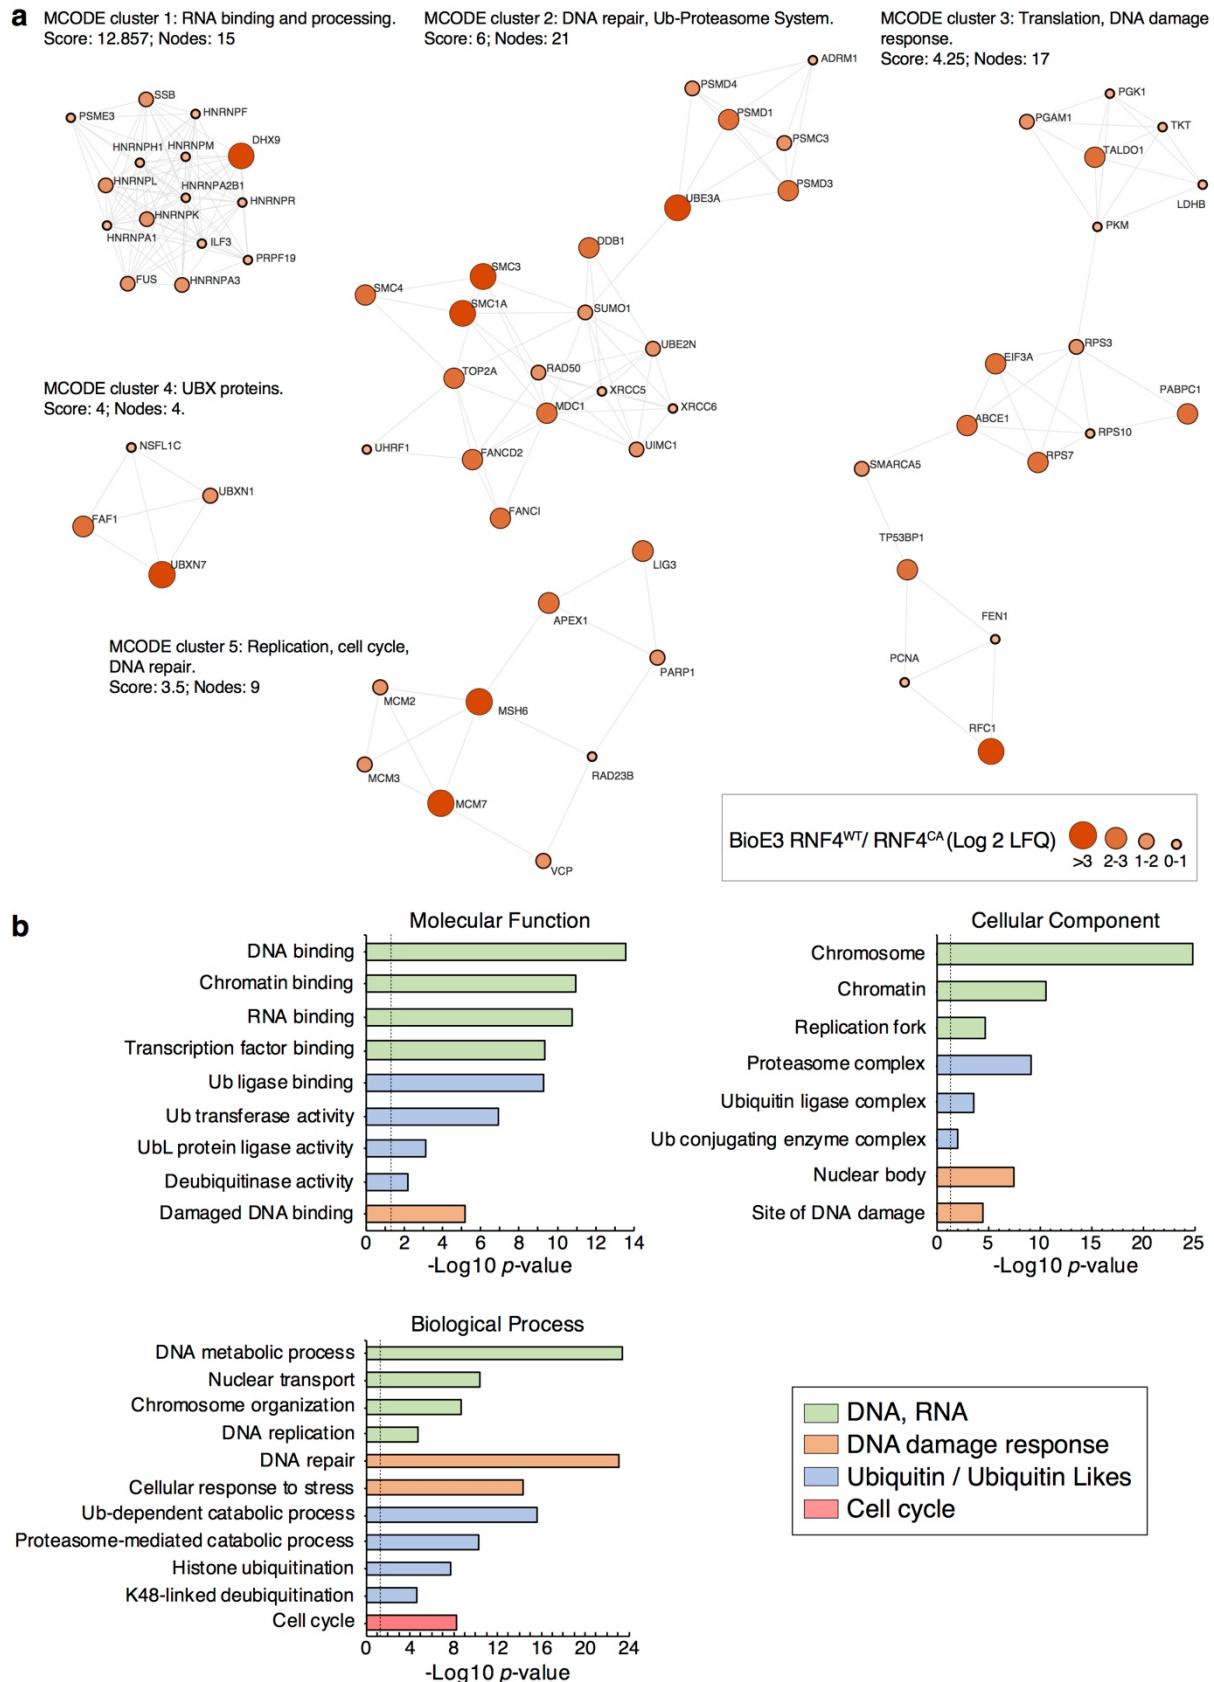 a
MCODE cluster 1: RNA binding and processing.
Score: 12.857; Nodes: 15
SSB
PSME3
HNRNPF
DHX9
HNRNPH1
HNRNPM
HNRNPL
HNRNPA2B1
HNRNPR
HNRNPK
HNRNPA1
ILF3
PRPF19
FUS
HNRNPA3
MCODE cluster 2: DNA repair, Ub-Proteasome System.
Score: 6; Nodes: 21
ADRM1
PSMD4
PSMD1
PSMC3
PSMD3
UBE3A
DDB1
SMC3
SMC4
SMC1A
SUMO1
UBE2N
TOP2A
RAD50
XRCC5
MDC1
XRCC6
UHRF1
FANCD2
UIMC1
FANCI
MCODE cluster 3: Translation, DNA damage
response.
Score: 4.25; Nodes: 17
PGK1
PGAM1
TKT
TALDO1
LDHB
PKM
RPS3
EIF3A
PABPC1
ABCE1
RPS10
RPS7
SMARCA5
TP53BP1
FEN1
PCNA
RFC1
MCODE cluster 4: UBX proteins.
Score: 4; Nodes: 4.
NSFL1C
UBXN1
FAF1
UBXN7
MCODE cluster 5: Replication, cell cycle,
DNA repair.
Score: 3.5; Nodes: 9
LIG3
APEX1
PARP1
MCM2
MSH6
RAD23B
MCM3
MCM7
VCP
BioE3 RNF4WT/ RNF4CA (Log 2 LFQ)
>3 2-3 1-2 0-1
b
Molecular Function
DNA binding
Chromatin binding
RNA binding
Transcription factor binding
Ub ligase binding
Ub transferase activity
UbL protein ligase activity
Deubiquitinase activity
Damaged DNA binding
0 2 4 6 8 10 12 14
-Log10 p-value
Cellular Component
Chromosome
Chromatin
Replication fork
Proteasome complex
Ubiquitin ligase complex
Ub conjugating enzyme complex
Nuclear body
Site of DNA damage
0 5 10 15 20 25
-Log10 p-value
Biological Process
DNA metabolic process
Nuclear transport
Chromosome organization
DNA replication
DNA repair
Cellular response to stress
Ub-dependent catabolic process
Proteasome-mediated catabolic process
Histone ubiquitination
K48-linked deubiquitination
Cell cycle
0 4 8 12 16 20 24
-Log10 p-value
DNA, RNA
DNA damage response
Ubiquitin / Ubiquitin Likes
Cell cycle